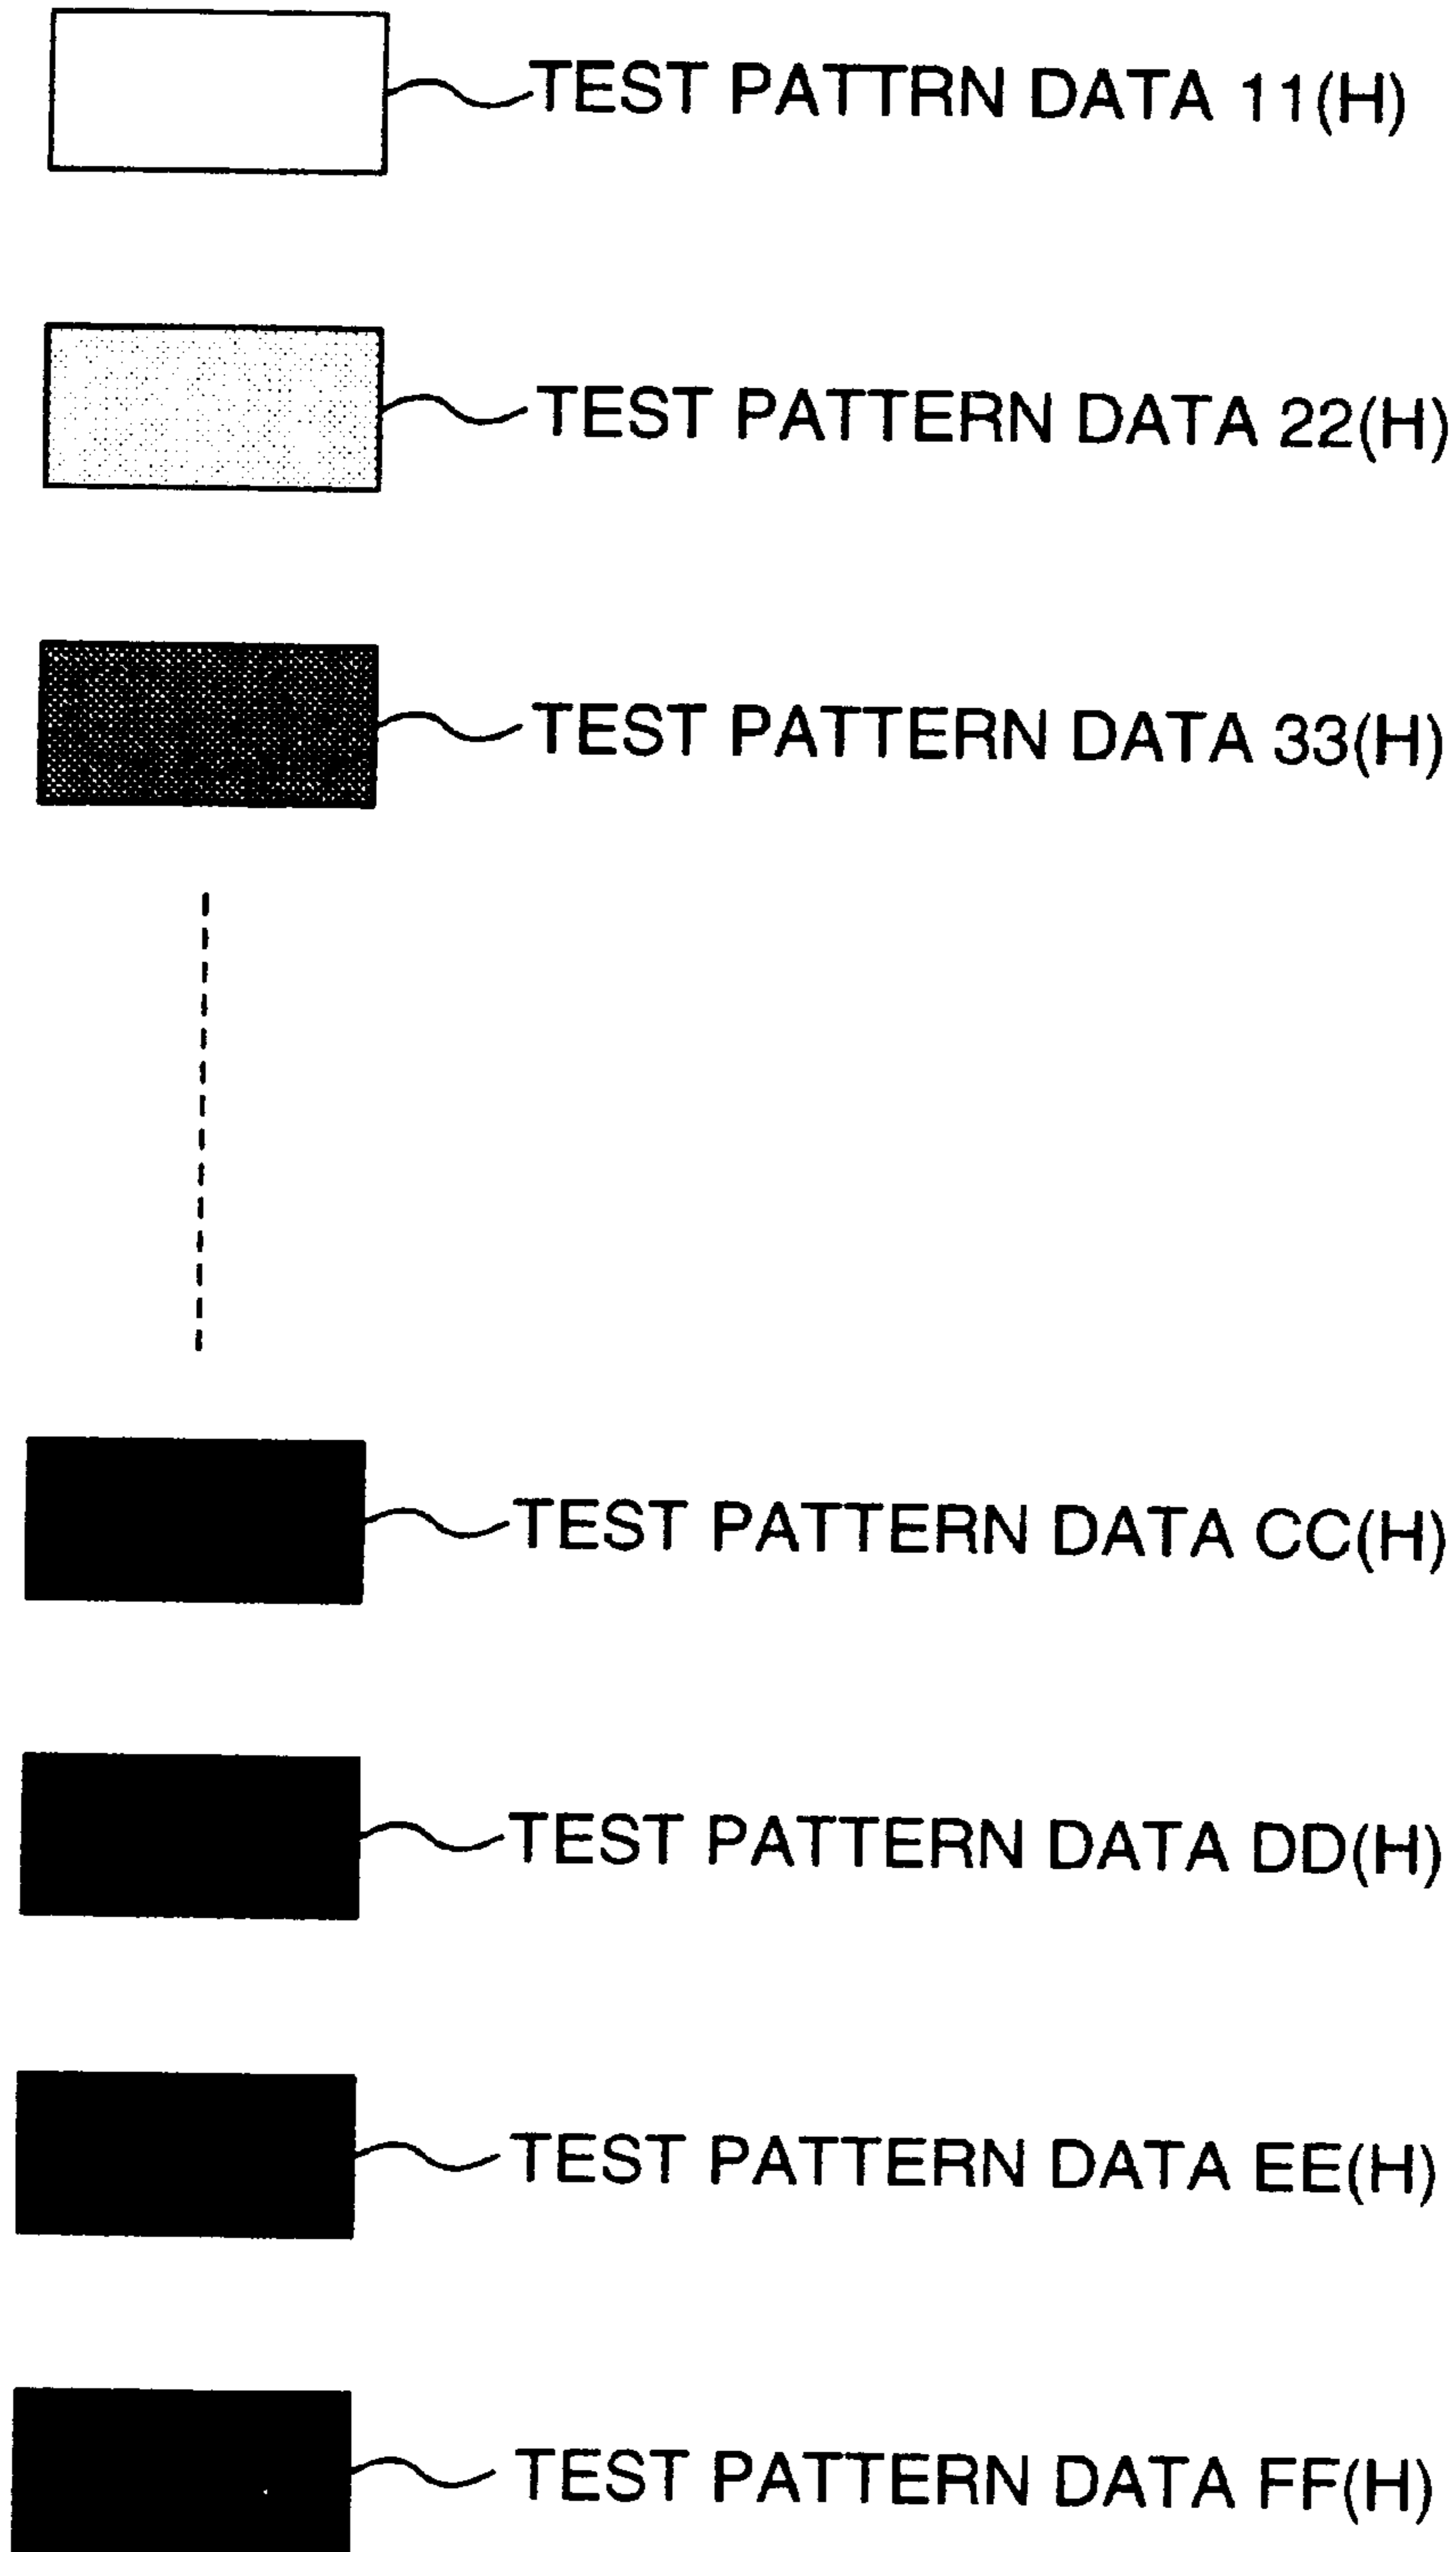 TEST PATTRN DATA 11(H)
TEST PATTERN DATA 22(H)
TEST PATTERN DATA 33(H)
TEST PATTERN DATA CC(H)
TEST PATTERN DATA DD(H)
TEST PATTERN DATA EE(H)
TEST PATTERN DATA FF(H)